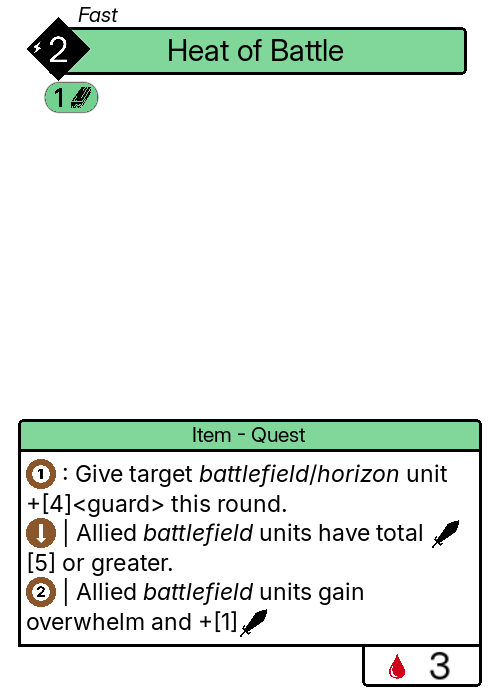 Fast
2 Heat of Battle
1
Item - Quest
1 : Give target battlefield/horizon unit
+[4]<guard> this round.
↓ | Allied battlefield units have total
[5] or greater.
2 | Allied battlefield units gain
overwhelm and +[1]
3